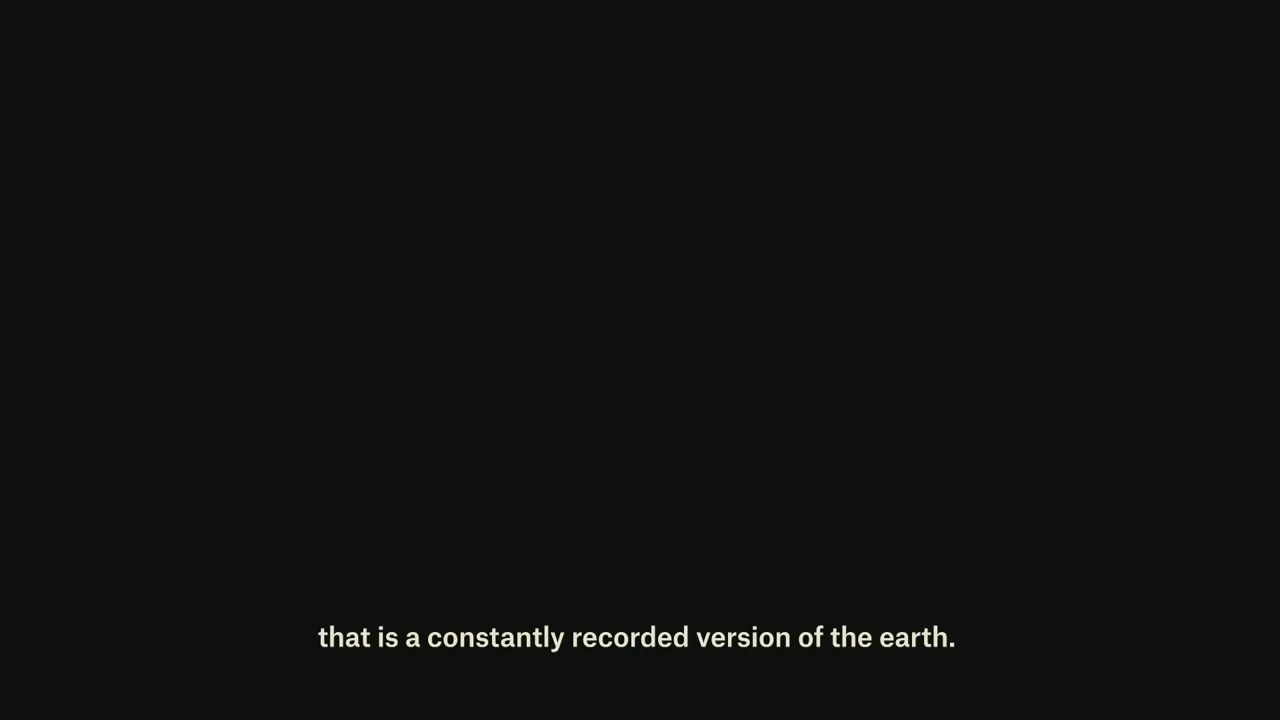 that is a constantly recorded version of the earth.